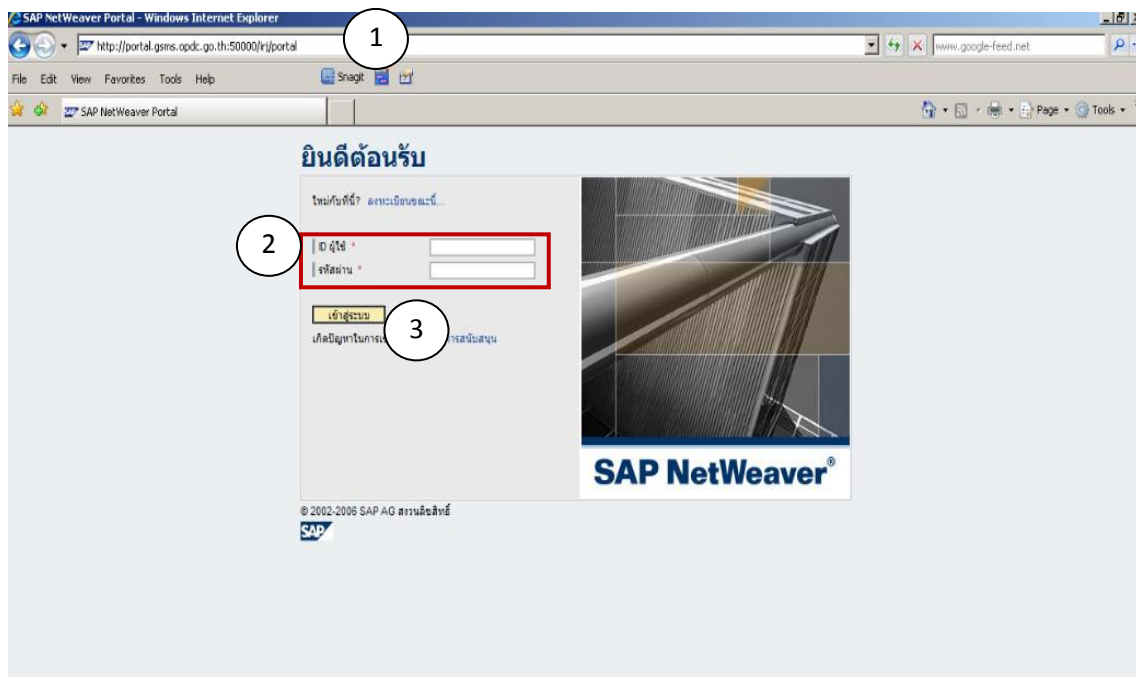 SAP NetWeaver Portal - Windows Internet Explorer
http://portal.gsms.opdc.go.th:50000/irj/portal
www.google-feed.net
1
File Edit View Favorites Tools Help
Snagit
SAP NetWeaver Portal
Page
Tools
ยินดีต้อนรับ
ใหม่กับที่นี้? ลงทะเบียนขณะนี้...
2
ID ผู้ใช้ *
รหัสผ่าน *
เข้าสู่ระบบ
3
เกิดปัญหาในการเ การสนับสนุน
SAP NetWeaver®
© 2002-2006 SAP AG สงวนลิขสิทธิ์
SAP